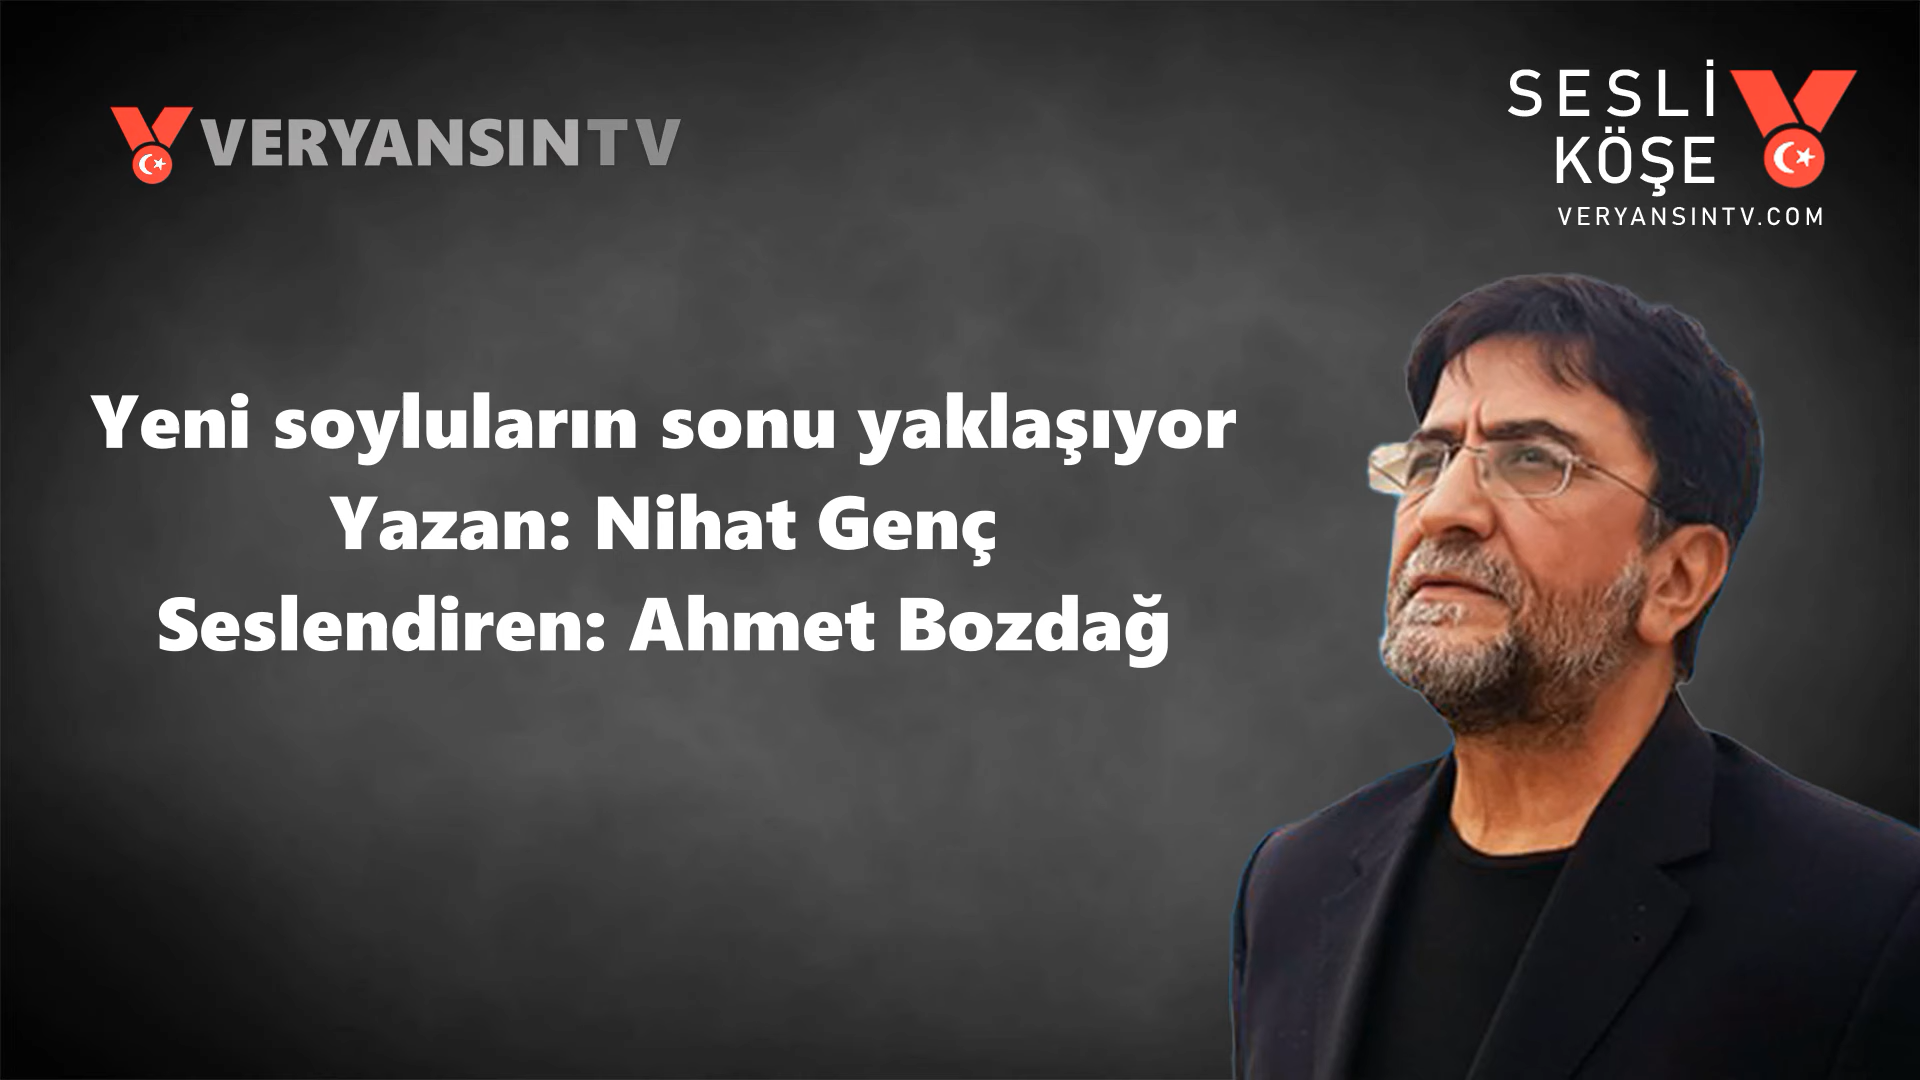 VERYANSINTV
SESLİ
KÖŞE
VERYANSINTV.COM
Yeni soyluların sonu yaklaşıyor
Yazan: Nihat Genç
Seslendiren: Ahmet Bozdağ